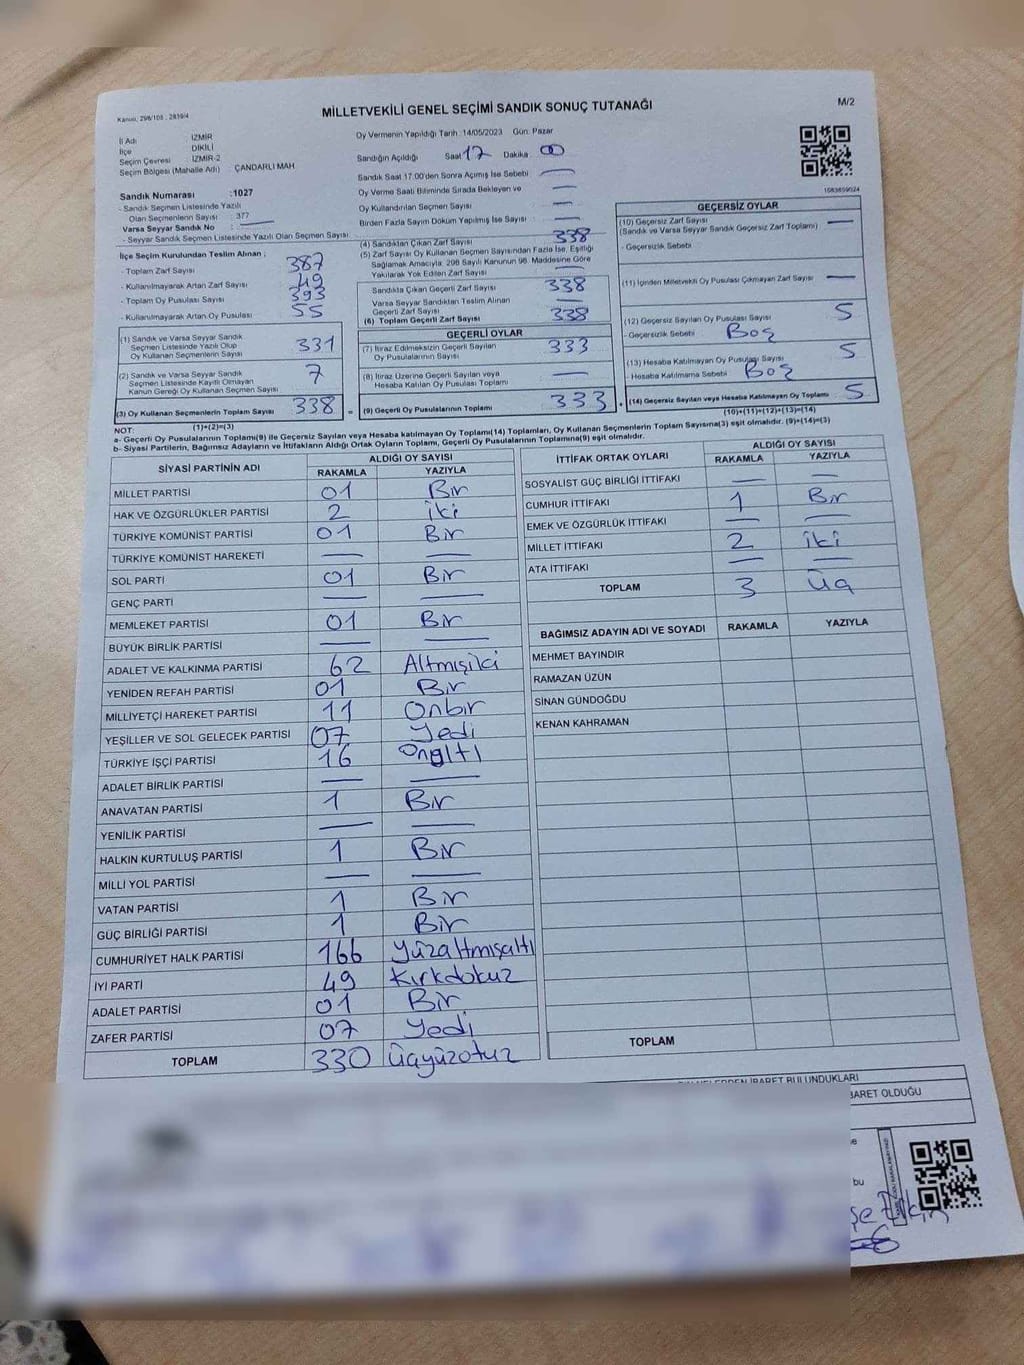 Kanun, 298/105 . 2839/4
MİLLETVEKİLİ GENEL SEÇİMİ SANDIK SONUÇ TUTANAĞI
M/2
İl Adı : İZMİR
İlçe : DİKİLİ
Seçim Çevresi : İZMİR-2
Seçim Bölgesi (Mahalle Adı) : ÇANDARLI MAH
Sandık Numarası : 1027
- Sandık Seçmen Listesinde Yazılı
Olan Seçmenlerin Sayısı : 377
Varsa Seyyar Sandık No :
- Seyyar Sandık Seçmen Listesinde Yazılı Olan Seçmen Sayısı
İlçe Seçim Kurulundan Teslim Alınan ;
- Toplam Zarf Sayısı 387
- Kullanılmayarak Artan Zarf Sayısı 49
- Toplam Oy Pusulası Sayısı 393
- Kullanılmayarak Artan Oy Pusulası 55
(1) Sandık ve Varsa Seyyar Sandık
Seçmen Listesinde Yazılı Olup
Oy Kullanan Seçmenlerin Sayısı 331
(2) Sandık ve Varsa Seyyar Sandık
Seçmen Listesinde Kayıtlı Olmayan
Kanun Gereği Oy Kullanan Seçmen Sayısı 7
(3) Oy Kullanan Seçmenlerin Toplam Sayısı 338
(1)+(2)=(3)
Oy Vermenin Yapıldığı Tarih : 14/05/2023 Gün: Pazar
Sandığın Açıldığı Saat 17 Dakika : 00
Sandık Saat 17:00'den Sonra Açımış İse Sebebi
Oy Verme Saati Bitiminde Sırada Bekleyen ve
Oy Kullandırılan Seçmen Sayısı
Birden Fazla Sayım Döküm Yapılmış İse Sayısı
(4) Sandıktan Çıkan Zarf Sayısı 338
(5) Zarf Sayısı Oy Kullanan Seçmen Sayısından Fazla İse, Eşitliği
Sağlamak Amacıyla; 298 Sayılı Kanunun 98. Maddesine Göre
Yakılarak Yok Edilen Zarf Sayısı
Sandıkta Çıkan Geçerli Zarf Sayısı 338
Varsa Seyyar Sandıktan Teslim Alınan
Geçerli Zarf Sayısı
(6) Toplam Geçerli Zarf Sayısı 338
GEÇERLİ OYLAR
(7) İtiraz Edilmeksizin Geçerli Sayılan
Oy Pusulalarının Sayısı 333
(8) İtiraz Üzerine Geçerli Sayılan veya
Hesaba Katılan Oy Pusulası Toplamı
= (9) Geçerli Oy Pusulalarının Toplamı 333
1083859024
GEÇERSİZ OYLAR
(10) Geçersiz Zarf Sayısı
(Sandık ve Varsa Seyyar Sandık Geçersiz Zarf Toplamı)
- Geçersizlik Sebebi
(11) İçinden Milletvekili Oy Pusulası Çıkmayan Zarf Sayısı
(12) Geçersiz Sayılan Oy Pusulası Sayısı 5
- Geçersizlik Sebebi Boş
(13) Hesaba Katılmayan Oy Pusulası Sayısı 5
- Hesaba Katılmama Sebebi Boş
+ (14) Geçersiz Sayılan veya Hesaba Katılmayan Oy Toplamı 5
(10)+(11)+(12)+(13)=(14)
NOT:
a- Geçerli Oy Pusulalarının Toplamı(9) ile Geçersiz Sayılan veya Hesaba katılmayan Oy Toplamı(14) Toplamları, Oy Kullanan Seçmenlerin Toplam Sayısına(3) eşit olmalıdır. (9)+(14)=(3)
b- Siyasi Partilerin, Bağımsız Adayların ve İttifakların Aldığı Ortak Oyların Toplamı, Geçerli Oy Pusulalarının Toplamına(9) eşit olmalıdır.
SİYASİ PARTİNİN ADI
ALDIĞI OY SAYISI
RAKAMLA YAZIYLA
MİLLET PARTİSİ 01 Bir
HAK VE ÖZGÜRLÜKLER PARTİSİ 2 iki
TÜRKİYE KOMÜNİST PARTİSİ 01 Bir
TÜRKİYE KOMÜNİST HAREKETİ
SOL PARTİ 01 Bir
GENÇ PARTİ
MEMLEKET PARTİSİ 01 Bir
BÜYÜK BİRLİK PARTİSİ
ADALET VE KALKINMA PARTİSİ 62 Altmışiki
YENİDEN REFAH PARTİSİ 01 Bir
MİLLİYETÇİ HAREKET PARTİSİ 11 Onbir
YEŞİLLER VE SOL GELECEK PARTİSİ 07 Yedi
TÜRKİYE İŞÇİ PARTİSİ 16 Onaltı
ADALET BİRLİK PARTİSİ
ANAVATAN PARTİSİ 1 Bir
YENİLİK PARTİSİ
HALKIN KURTULUŞ PARTİSİ 1 Bir
MİLLİ YOL PARTİSİ
VATAN PARTİSİ 1 Bir
GÜÇ BİRLİĞİ PARTİSİ 1 Bir
CUMHURİYET HALK PARTİSİ 166 Yüzaltmışaltı
İYİ PARTİ 49 Kırkdokuz
ADALET PARTİSİ 01 Bir
ZAFER PARTİSİ 07 Yedi
TOPLAM 330 Üçyüzotuz
İTTİFAK ORTAK OYLARI
ALDIĞI OY SAYISI
RAKAMLA YAZIYLA
SOSYALİST GÜÇ BİRLİĞİ İTTİFAKI
CUMHUR İTTİFAKI 1 Bir
EMEK VE ÖZGÜRLÜK İTTİFAKI
MİLLET İTTİFAKI 2 iki
ATA İTTİFAKI
TOPLAM 3 Üç
BAĞIMSIZ ADAYIN ADI VE SOYADI RAKAMLA YAZIYLA
MEHMET BAYINDIR
RAMAZAN UZUN
SİNAN GÜNDOĞDU
KENAN KAHRAMAN
TOPLAM
İBARET BULUNDUKLARI
BARET OLDUĞU
bu